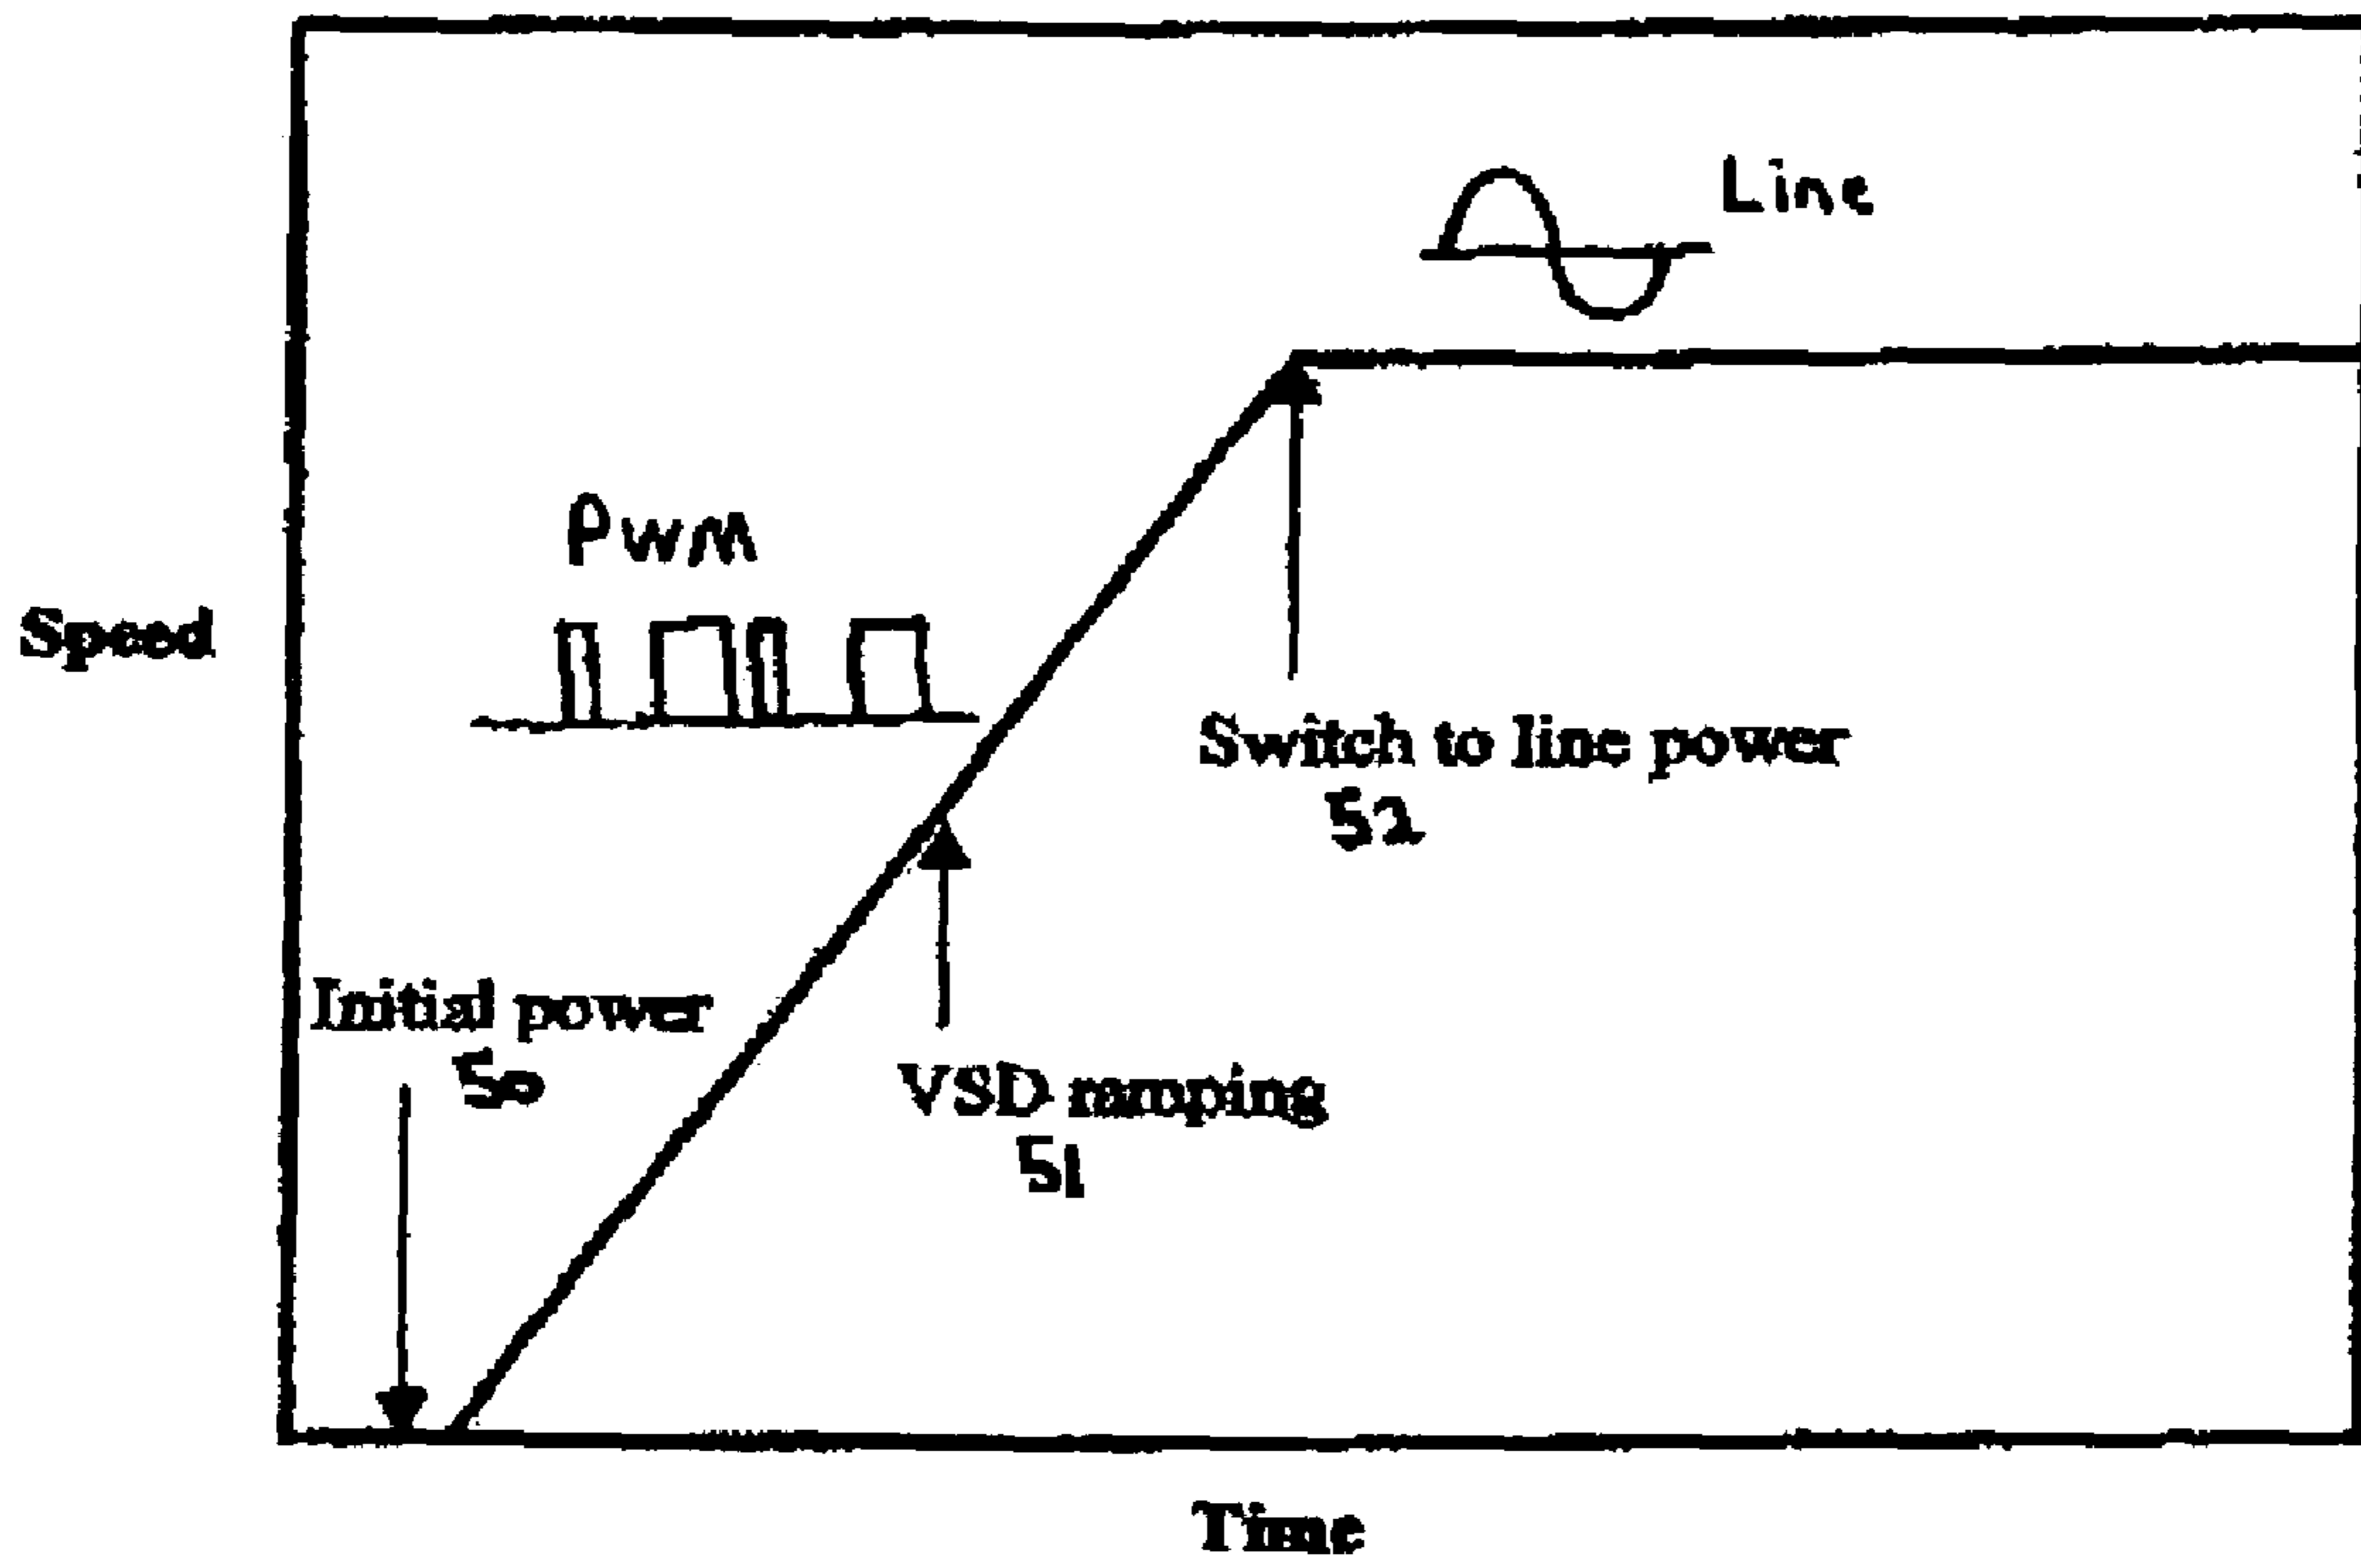 Line
PWM
Speed
Switch to line power
52
Initial power
50
VSD ramping
51
Time